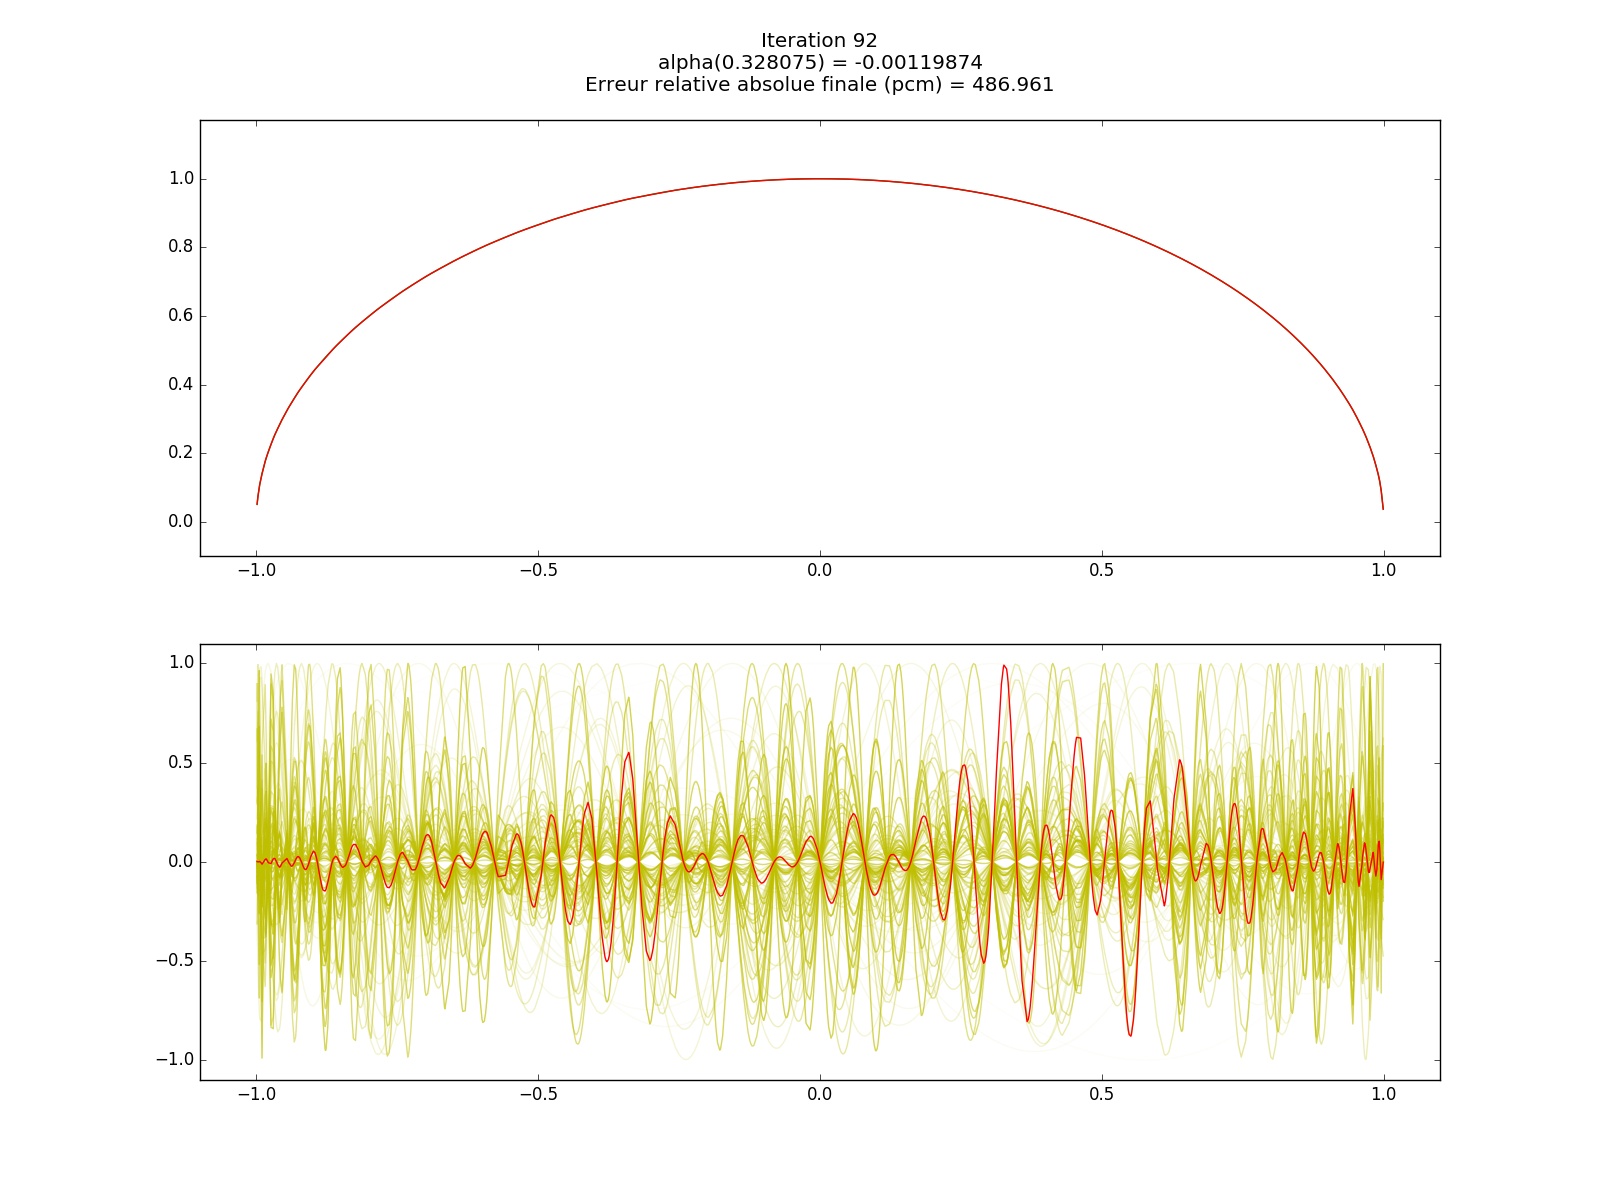 Iteration 92
alpha(0.328075) = -0.00119874
Erreur relative absolue finale (pcm) = 486.961
1.0
0.8
0.6
0.4
0.2
0.0
−1.0 −0.5 0.0 0.5 1.0
1.0
0.5
0.0
−0.5
−1.0
−1.0 −0.5 0.0 0.5 1.0